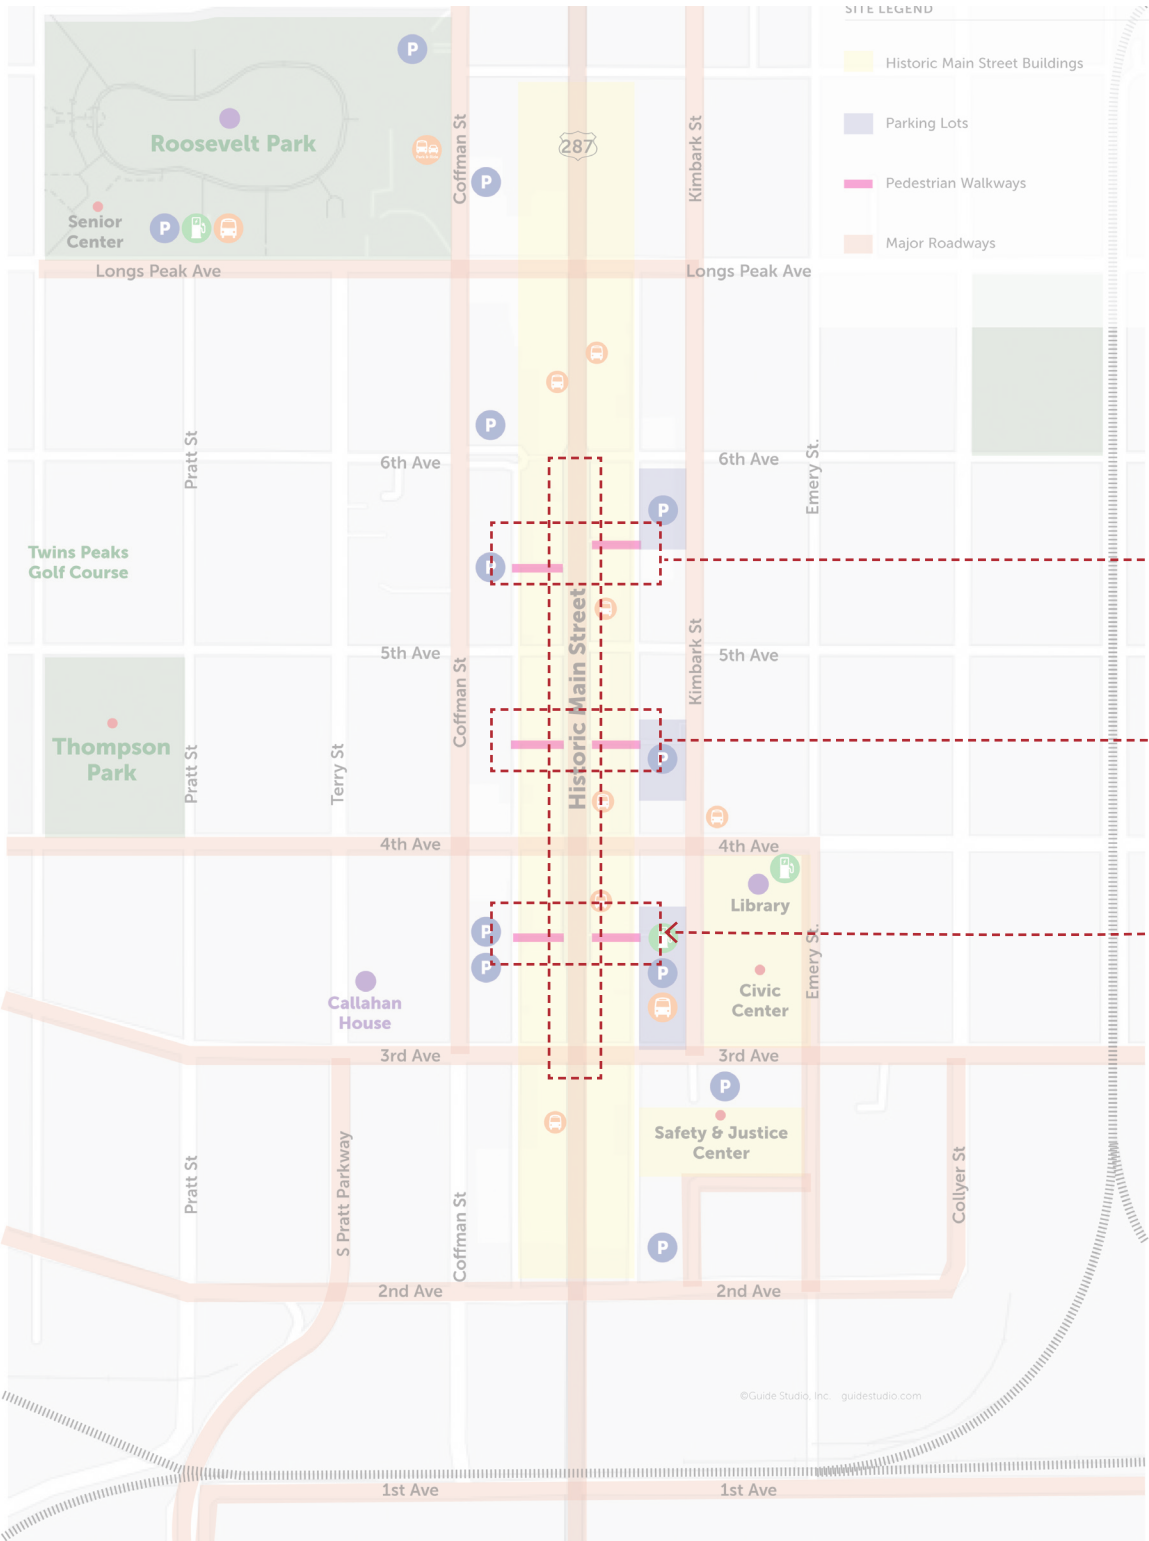 SITE LEGEND
Historic Main Street Buildings
Parking Lots
Pedestrian Walkways
Major Roadways
P
Roosevelt Park
Coffman St
287
Kimbark St
P
Senior
Center
P
Longs Peak Ave
Longs Peak Ave
P
Pratt St
6th Ave
6th Ave
Emery St.
P
Twins Peaks
Golf Course
P
Historic Main Street
Kimbark St
5th Ave
5th Ave
Coffman St
Thompson
Park
Pratt St
Terry St
P
4th Ave
4th Ave
Library
P
Emery St.
P
P
Callahan
House
Civic
Center
3rd Ave
3rd Ave
P
Safety & Justice
Center
Pratt St
S Pratt Parkway
Coffman St
Collyer St
P
2nd Ave
2nd Ave
©Guide Studio, Inc. guidestudio.com
1st Ave
1st Ave